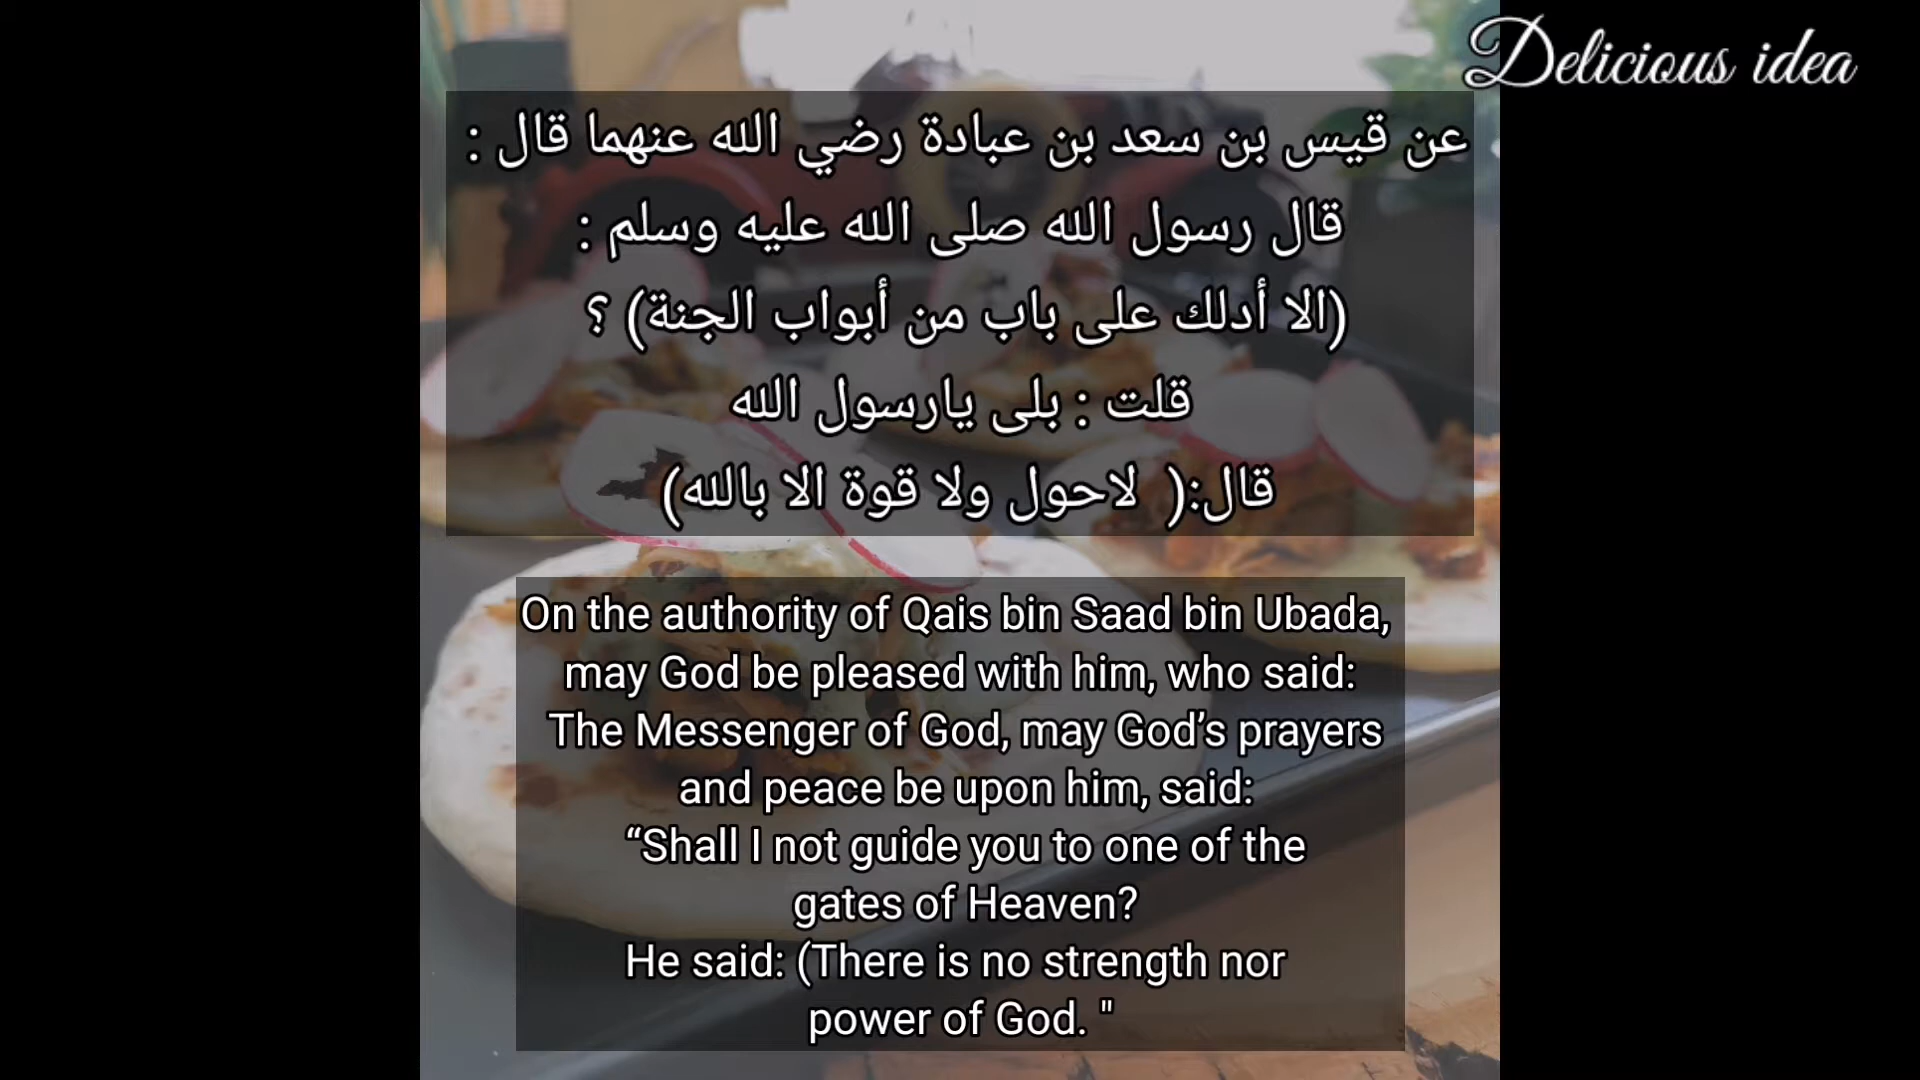 Delicious idea
عن قيس بن سعد بن عبادة رضي الله عنهما قال :
قال رسول الله صلى الله عليه وسلم :
(الا أدلك على باب من أبواب الجنة) ؟
قلت : بلى يارسول الله
قال:( لاحول ولا قوة الا بالله)
On the authority of Qais bin Saad bin Ubada,
may God be pleased with him, who said:
The Messenger of God, may God’s prayers
and peace be upon him, said:
“Shall I not guide you to one of the
gates of Heaven?
He said: (There is no strength nor
power of God. "